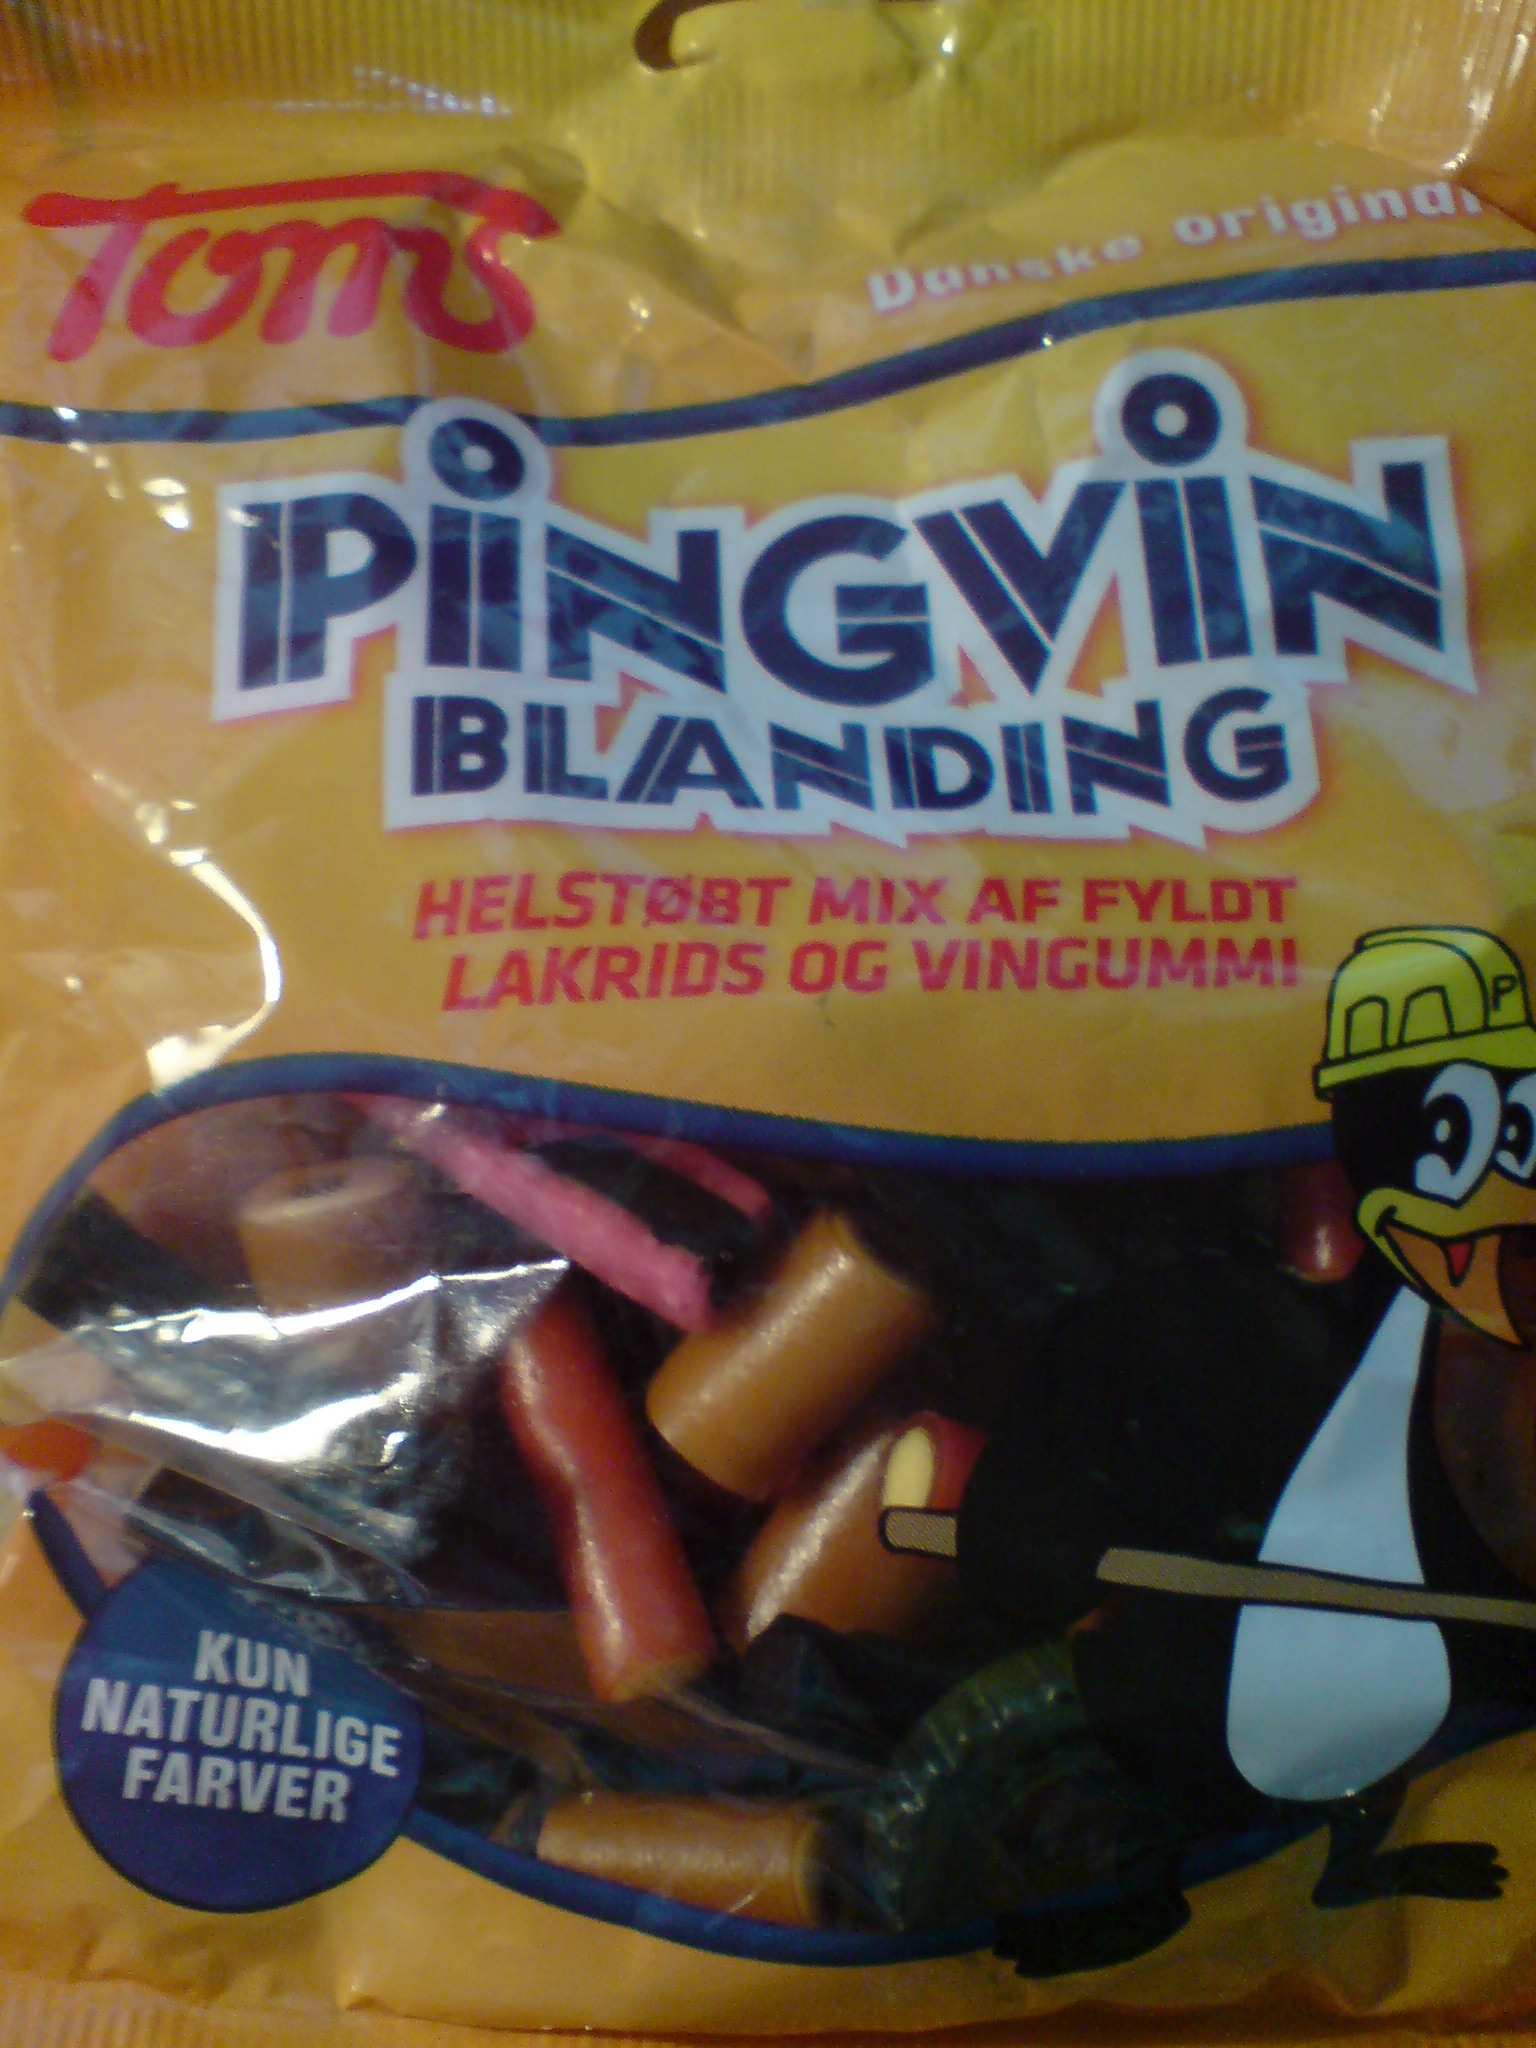 Toms
Danske original
PINGVIN
BLANDING
HELSTØBT MIX AF FYLDT
LAKRIDS OG VINGUMMI
P
KUN
NATURLIGE
FARVER